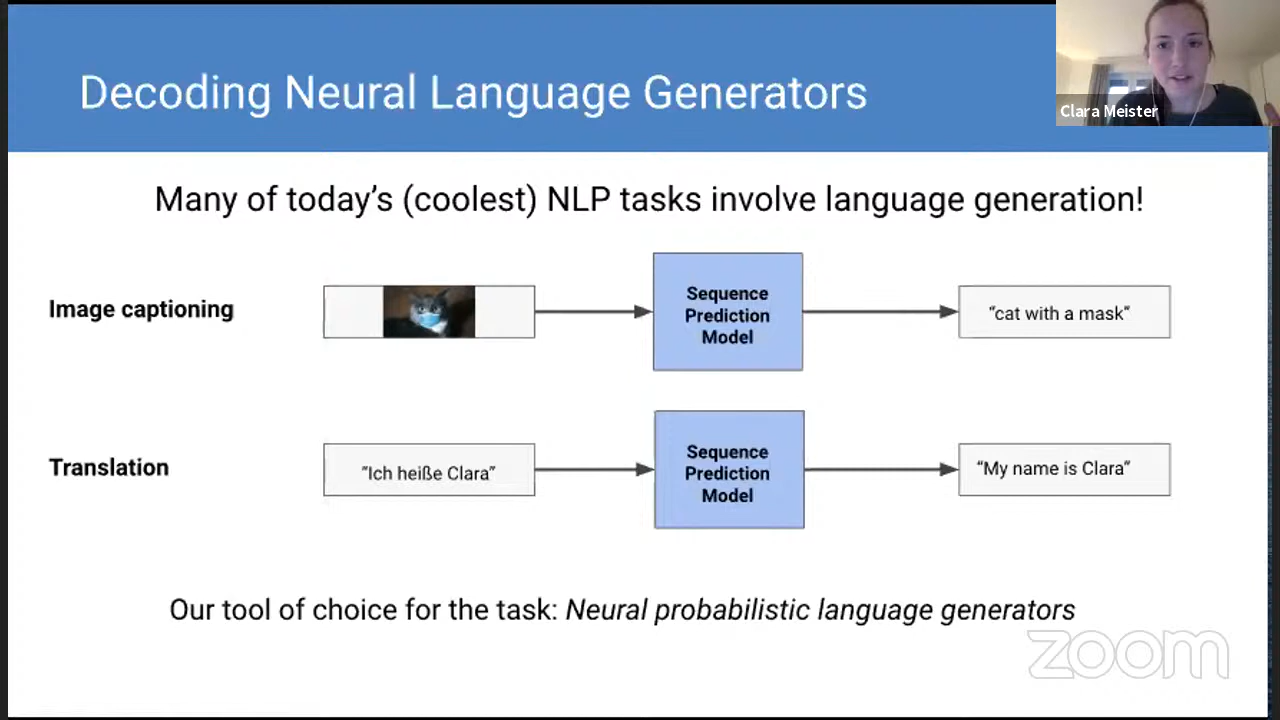 Decoding Neural Language Generators
Clara Meister
Many of today's (coolest) NLP tasks involve language generation!
Image captioning
Sequence
Prediction
Model
"cat with a mask"
Translation
"Ich heiße Clara"
Sequence
Prediction
Model
"My name is Clara"
Our tool of choice for the task: Neural probabilistic language generators
zoom